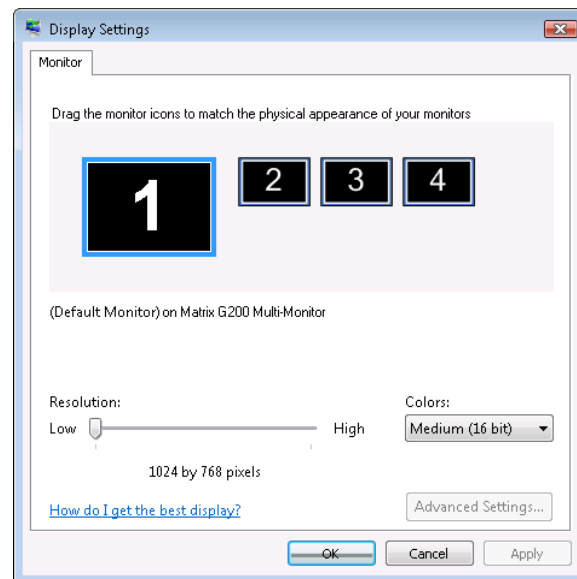 Display Settings
Monitor
Drag the monitor icons to match the physical appearance of your monitors
1 2 3 4
(Default Monitor) on Matrix G200 Multi-Monitor
Resolution: Colors:
Low High Medium (16 bit)
1024 by 768 pixels
How do I get the best display? Advanced Settings...
OK Cancel Apply